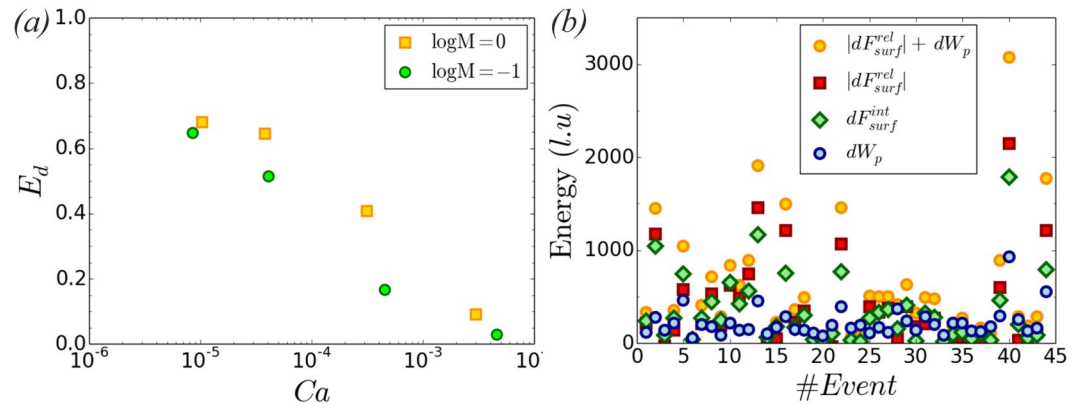 (a)
1.0
0.8
0.6
0.4
0.2
0.0
E_d
10^-6
10^-5
10^-4
10^-3
Ca
logM=0
logM=−1
(b)
3000
2000
1000
0
Energy (l.u)
0 5 10 15 20 25 30 35 40 45
#Event
|dF_surf^rel| + dW_p
|dF_surf^rel|
dF_surf^int
dW_p